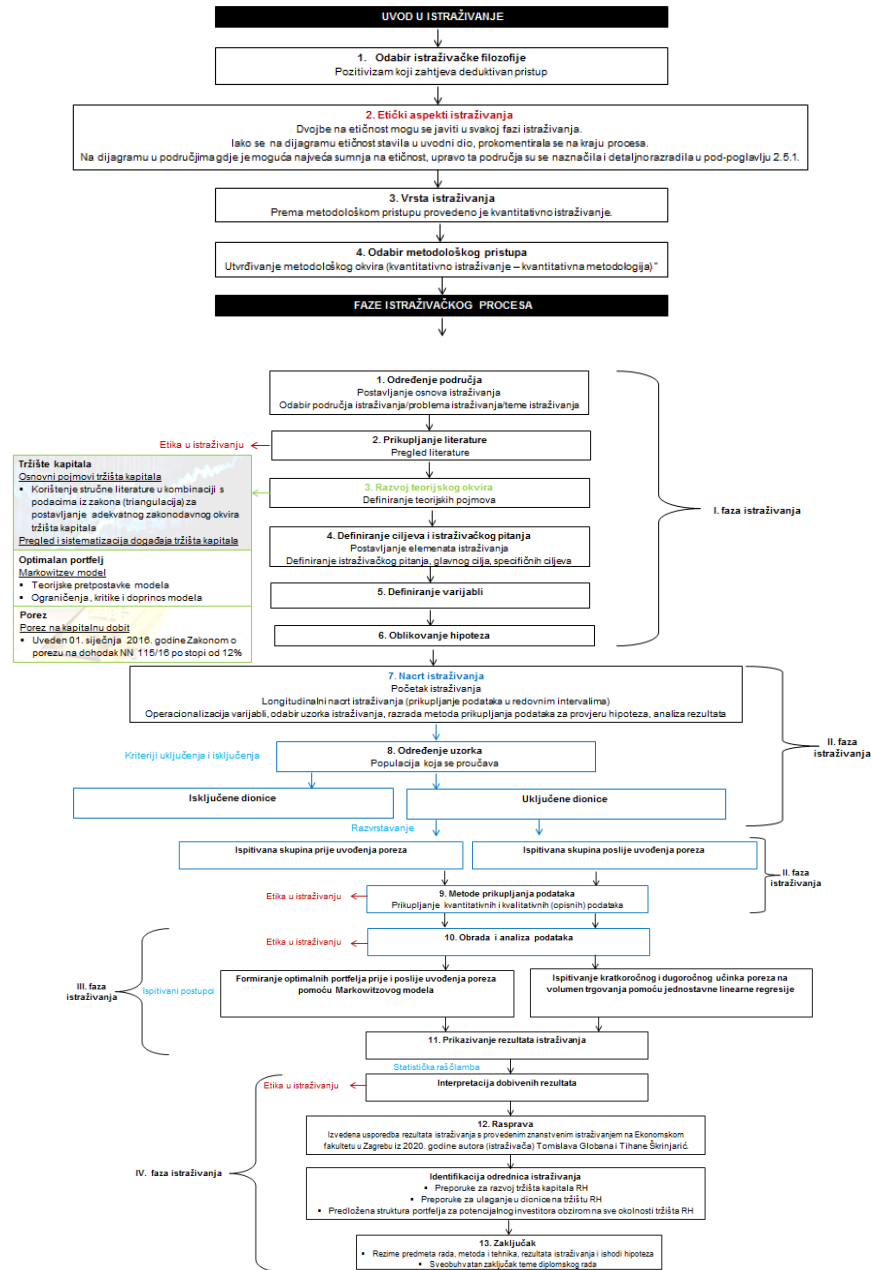 UVOD U ISTRAŽIVANJE
1. Odabir istraživačke filozofije
Pozitivizam koji zahtjeva deduktivan pristup
2. Etički aspekti istraživanja
Dvojbe na etičnost mogu se javiti u svakoj fazi istraživanja.
Iako se na dijagramu etičnost stavila u uvodni dio, prokomentirala se na kraju procesa.
Na dijagramu u područjima gdje je moguća najveća sumnja na etičnost, upravo ta područja su se naznačila i detaljno razradila u pod-poglavlju 2.5.1.
3. Vrsta istraživanja
Prema metodološkom pristupu provedeno je kvantitativno istraživanje.
4. Odabir metodološkog pristupa
Utvrđivanje metodološkog okvira (kvantitativno istraživanje – kvantitativna metodologija) "
FAZE ISTRAŽIVAČKOG PROCESA
1. Određenje područja
Postavljanje osnova istraživanja
Odabir područja istraživanja/problema istraživanja/teme istraživanja
2. Prikupljanje literature
Pregled literature
Etika u istraživanju
3. Razvoj teorijskog okvira
Definiranje teorijskih pojmova
Tržište kapitala
Osnovni pojmovi tržišta kapitala
▪ Korištenje stručne literature u kombinaciji s
podacima iz zakona (triangulacija) za
postavljanje adekvatnog zakonodavnog okvira
tržišta kapitala
Pregled i sistematizacija događaja tržišta kapitala
Optimalan portfelj
Markowitzev model
▪ Teorijske pretpostavke modela
▪ Ograničenja, kritike i doprinos modela
Porez
Porez na kapitalnu dobit
▪ Uveden 01. siječnja 2016. godine Zakonom o
porezu na dohodak NN 115/16 po stopi od 12%
I. faza istraživanja
4. Definiranje ciljeva i istraživačkog pitanja
Postavljanje elemenata istraživanja
Definiranje istraživačkog pitanja, glavnog cilja, specifičnih ciljeva
5. Definiranje varijabli
6. Oblikovanje hipoteza
7. Nacrt istraživanja
Početak istraživanja
Longitudinalni nacrt istraživanja (prikupljanje podataka u redovnim intervalima)
Operacionalizacija varijabli, odabir uzorka istraživanja, razrada metoda prikupljanja podataka za provjeru hipoteza, analiza rezultata
II. faza
istraživanja
Kriteriji uključenja i isključenja
8. Određenje uzorka
Populacija koja se proučava
Isključene dionice
Uključene dionice
Razvrstavanje
Ispitivana skupina prije uvođenja poreza
Ispitivana skupina poslije uvođenja poreza
II. faza
istraživanja
Etika u istraživanju
9. Metode prikupljanja podataka
Prikupljanje kvantitativnih i kvalitativnih (opisnih) podataka
Etika u istraživanju
10. Obrada i analiza podataka
III. faza
istraživanja
Ispitivani postupci
Formiranje optimalnih portfelja prije i poslije uvođenja poreza
pomoću Markowitzovog modela
Ispitivanje kratkoročnog i dugoročnog učinka poreza na
volumen trgovanja pomoću jednostavne linearne regresije
11. Prikazivanje rezultata istraživanja
Statistička raščlamba
Etika u istraživanju
Interpretacija dobivenih rezultata
12. Rasprava
Izvedena usporedba rezultata istraživanja s provedenim znanstvenim istraživanjem na Ekonomskom
fakultetu u Zagrebu iz 2020. godine autora (istraživača) Tomislava Globana i Tihane Škrinjarić.
IV. faza istraživanja
Identifikacija odrednica istraživanja
▪ Preporuke za razvoj tržišta kapitala RH
▪ Preporuke za ulaganje u dionice na tržištu RH
▪ Predložena struktura portfelja za potencijalnog investitora obzirom na sve okolnosti tržišta RH
13. Zaključak
▪ Rezime predmeta rada, metoda i tehnika, rezultata istraživanja i ishodi hipoteza
▪ Sveobuhvatan zaključak teme diplomskog rada